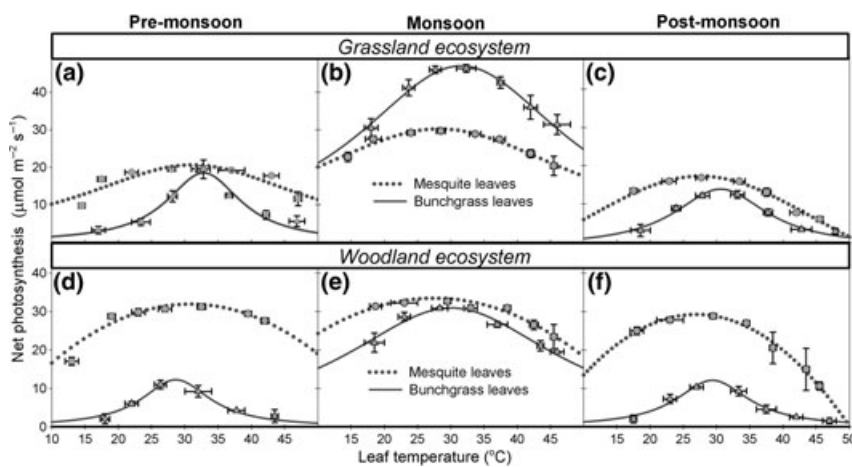 Pre-monsoon Monsoon Post-monsoon
Grassland ecosystem
(a) (b) (c)
40
30
20
10
Mesquite leaves
Bunchgrass leaves
Net photosynthesis (µmol m⁻² s⁻¹)
Woodland ecosystem
(d) (e) (f)
40
30
20
10
0
Mesquite leaves
Bunchgrass leaves
10 15 20 25 30 35 40 45 15 20 25 30 35 40 45 15 20 25 30 35 40 45 50
Leaf temperature (°C)